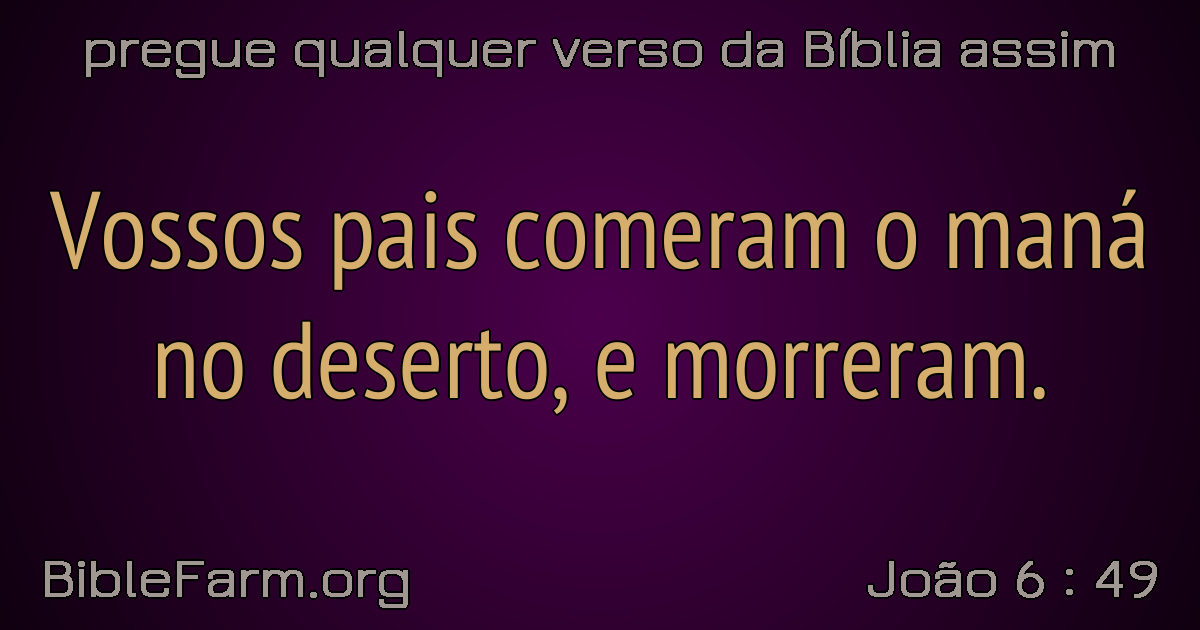 pregue qualquer verso da Bíblia assim
Vossos pais comeram o maná
no deserto, e morreram.
BibleFarm.org
João 6 : 49